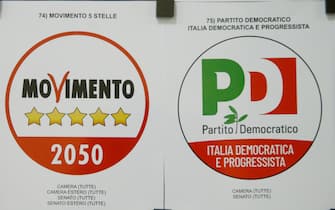 74) MOVIMENTO 5 STELLE
MOVIMENTO
2050
CAMERA (TUTTE)
CAMERA ESTERO (TUTTE)
SENATO (TUTTE)
SENATO ESTERO (TUTTE)
75) PARTITO DEMOCRATICO
ITALIA DEMOCRATICA E PROGRESSISTA
PD
Partito Democratico
ITALIA DEMOCRATICA
E PROGRESSISTA
CAMERA (TUTTE)
SENATO (TUTTE)